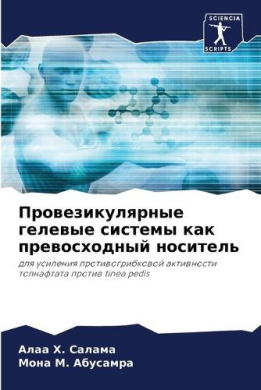 SCIENCIA
SCRIPTS
Провезикулярные
гелевые системы как
превосходный носитель
для усиления противогрибковой активности
толнафтата против tinea pedis
Алаа Х. Салама
Мона М. Абусамра